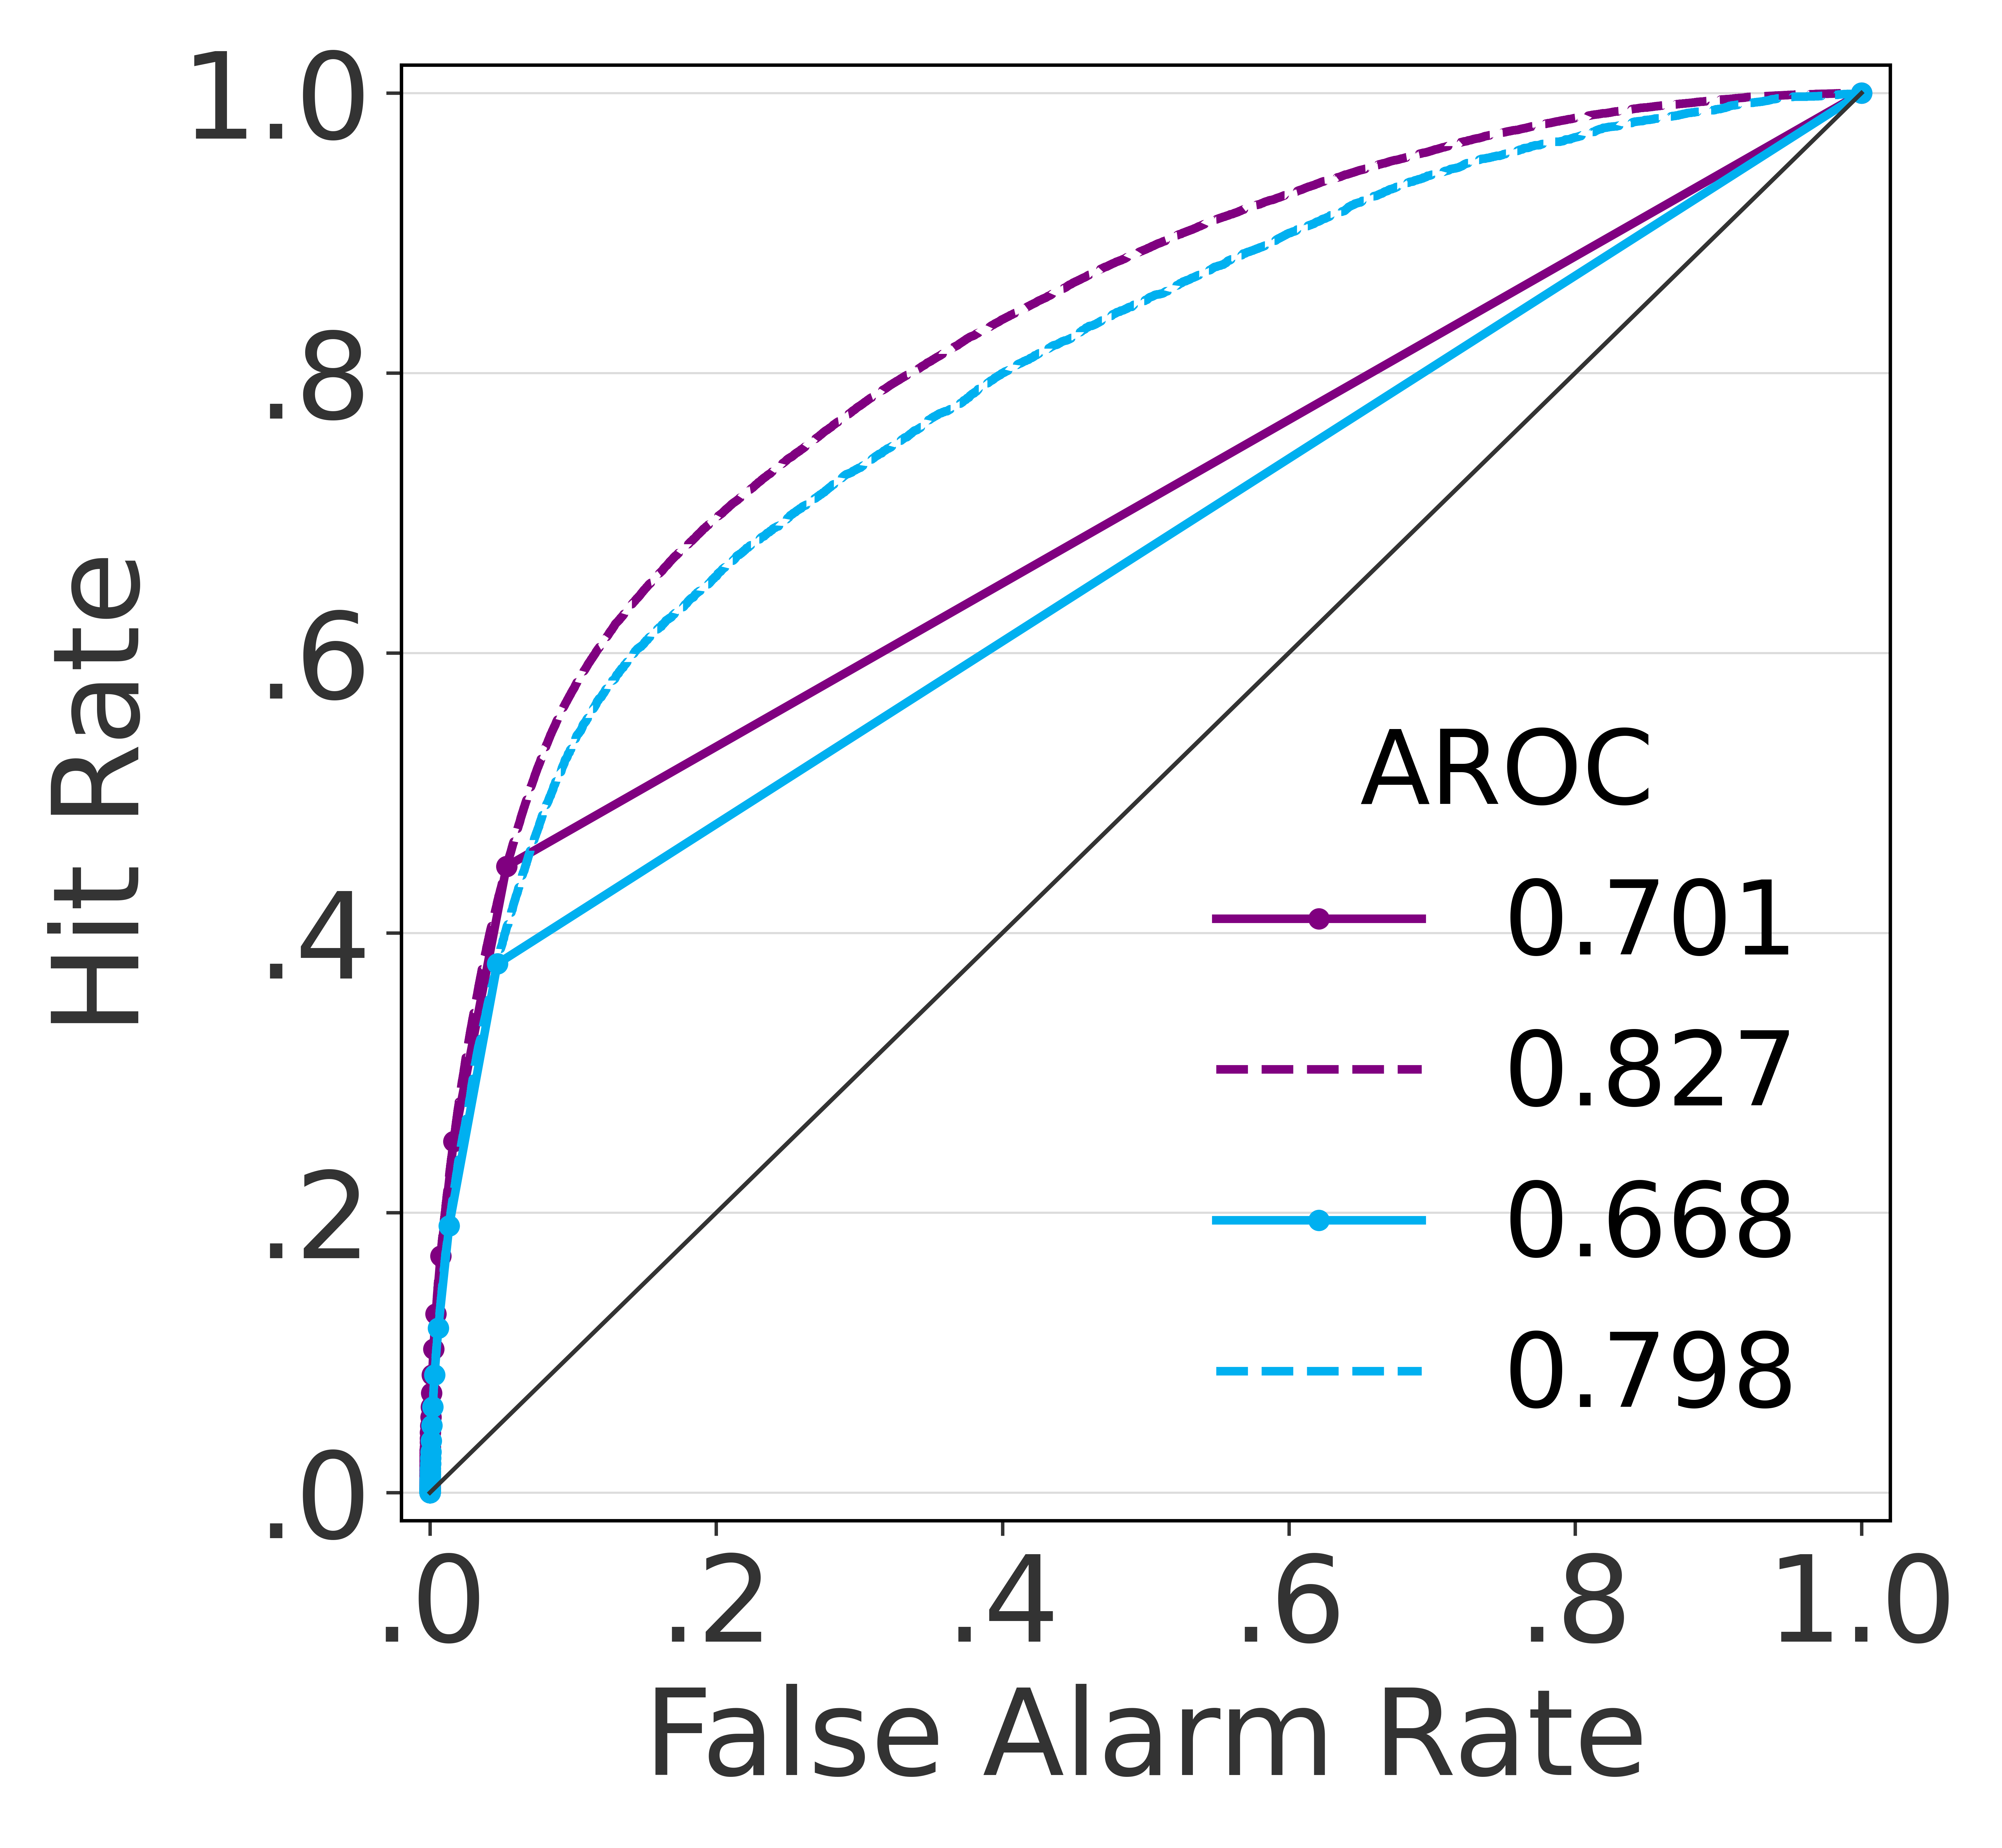 1.0
.8
.6
.4
.2
.0
Hit Rate
AROC
0.701
0.827
0.668
0.798
.0 .2 .4 .6 .8 1.0
False Alarm Rate